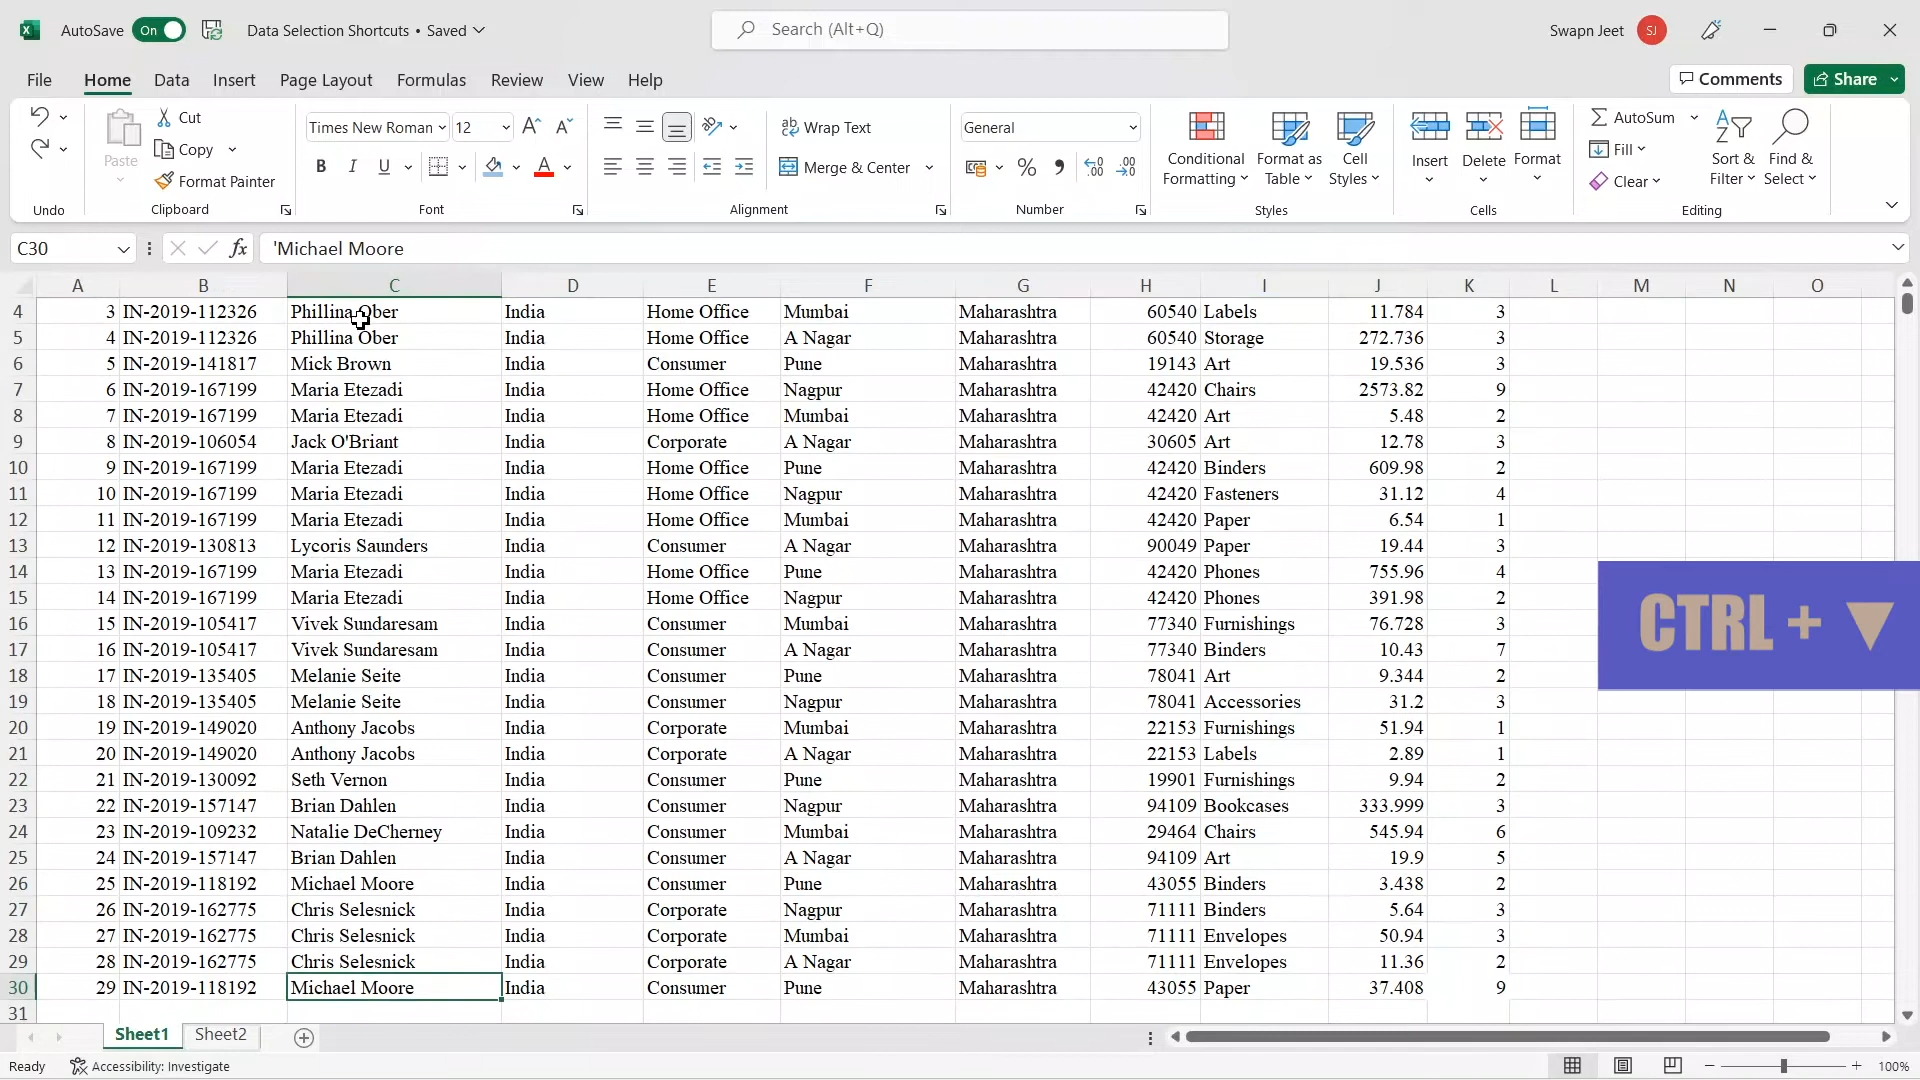 AutoSave On Data Selection Shortcuts • Saved Search (Alt+Q) Swapn Jeet SJ
File Home Data Insert Page Layout Formulas Review View Help Comments Share
Paste Cut Copy Format Painter
Times New Roman 12
B I U A
Wrap Text
Merge & Center
General
Conditional Formatting Format as Table Cell Styles
Insert Delete Format
AutoSum Fill Clear
Sort & Filter Find & Select
Undo Clipboard Font Alignment Number Styles Cells Editing
C30 fx 'Michael Moore
A B C D E F G H I J K L M N O
4 3 IN-2019-112326 Phillina Ober India Home Office Mumbai Maharashtra 60540 Labels 11.784 3
5 4 IN-2019-112326 Phillina Ober India Home Office A Nagar Maharashtra 60540 Storage 272.736 3
6 5 IN-2019-141817 Mick Brown India Consumer Pune Maharashtra 19143 Art 19.536 3
7 6 IN-2019-167199 Maria Etezadi India Home Office Nagpur Maharashtra 42420 Chairs 2573.82 9
8 7 IN-2019-167199 Maria Etezadi India Home Office Mumbai Maharashtra 42420 Art 5.48 2
9 8 IN-2019-106054 Jack O'Briant India Corporate A Nagar Maharashtra 30605 Art 12.78 3
10 9 IN-2019-167199 Maria Etezadi India Home Office Pune Maharashtra 42420 Binders 609.98 2
11 10 IN-2019-167199 Maria Etezadi India Home Office Nagpur Maharashtra 42420 Fasteners 31.12 4
12 11 IN-2019-167199 Maria Etezadi India Home Office Mumbai Maharashtra 42420 Paper 6.54 1
13 12 IN-2019-130813 Lycoris Saunders India Consumer A Nagar Maharashtra 90049 Paper 19.44 3
14 13 IN-2019-167199 Maria Etezadi India Home Office Pune Maharashtra 42420 Phones 755.96 4
15 14 IN-2019-167199 Maria Etezadi India Home Office Nagpur Maharashtra 42420 Phones 391.98 2
16 15 IN-2019-105417 Vivek Sundaresam India Consumer Mumbai Maharashtra 77340 Furnishings 76.728 3
17 16 IN-2019-105417 Vivek Sundaresam India Consumer A Nagar Maharashtra 77340 Binders 10.43 7
CTRL + ▼
18 17 IN-2019-135405 Melanie Seite India Consumer Pune Maharashtra 78041 Art 9.344 2
19 18 IN-2019-135405 Melanie Seite India Consumer Nagpur Maharashtra 78041 Accessories 31.2 3
20 19 IN-2019-149020 Anthony Jacobs India Corporate Mumbai Maharashtra 22153 Furnishings 51.94 1
21 20 IN-2019-149020 Anthony Jacobs India Corporate A Nagar Maharashtra 22153 Labels 2.89 1
22 21 IN-2019-130092 Seth Vernon India Consumer Pune Maharashtra 19901 Furnishings 9.94 2
23 22 IN-2019-157147 Brian Dahlen India Consumer Nagpur Maharashtra 94109 Bookcases 333.999 3
24 23 IN-2019-109232 Natalie DeCherney India Consumer Mumbai Maharashtra 29464 Chairs 545.94 6
25 24 IN-2019-157147 Brian Dahlen India Consumer A Nagar Maharashtra 94109 Art 19.9 5
26 25 IN-2019-118192 Michael Moore India Consumer Pune Maharashtra 43055 Binders 3.438 2
27 26 IN-2019-162775 Chris Selesnick India Corporate Nagpur Maharashtra 71111 Binders 5.64 3
28 27 IN-2019-162775 Chris Selesnick India Corporate Mumbai Maharashtra 71111 Envelopes 50.94 3
29 28 IN-2019-162775 Chris Selesnick India Corporate A Nagar Maharashtra 71111 Envelopes 11.36 2
30 29 IN-2019-118192 Michael Moore India Consumer Pune Maharashtra 43055 Paper 37.408 9
31
Sheet1 Sheet2
Ready Accessibility: Investigate 100%